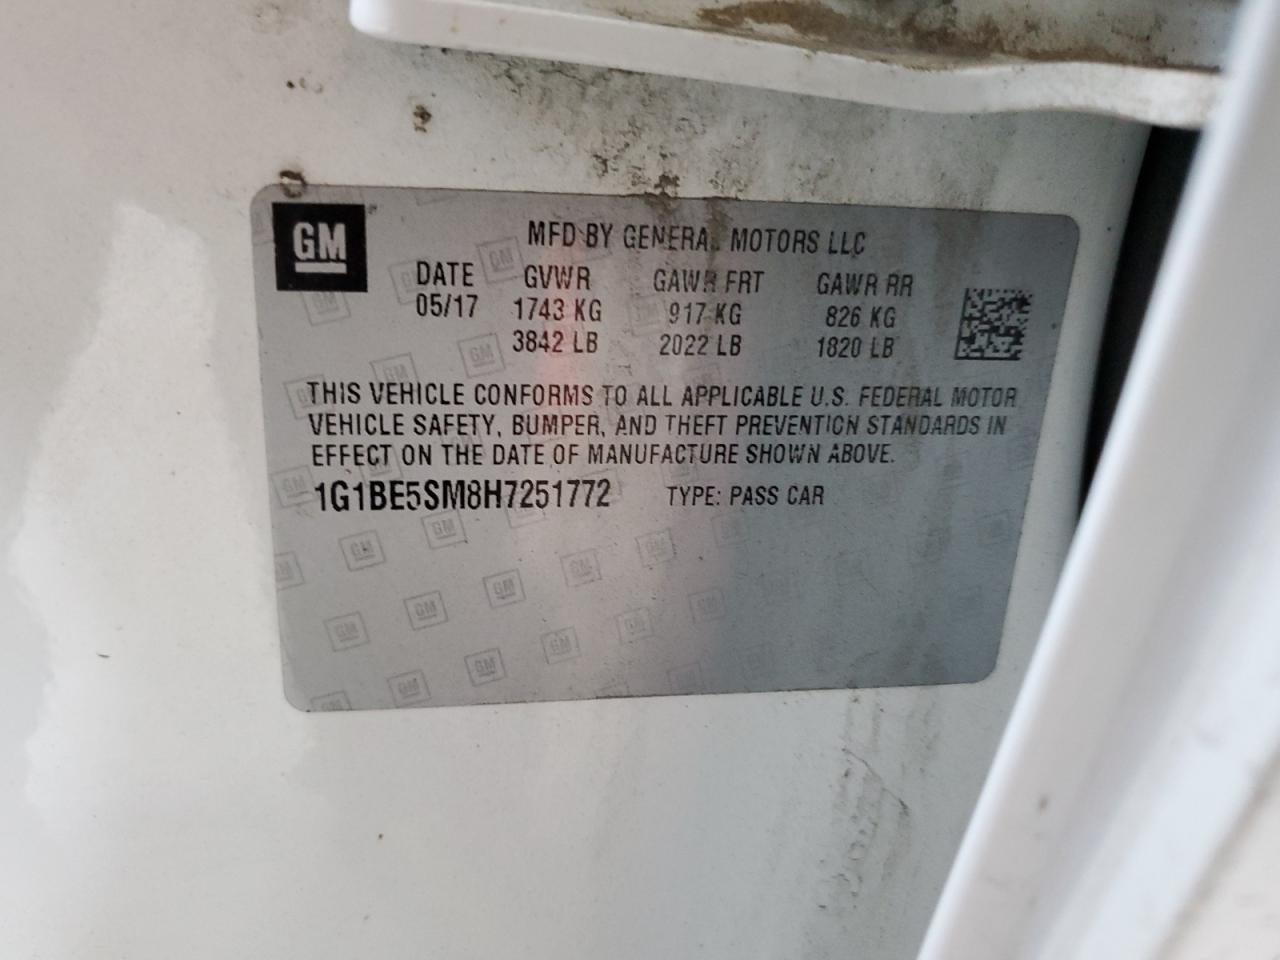 GM
MFD BY GENERAL MOTORS LLC
DATE GVWR GAWR FRT GAWR RR
05/17 1743 KG 917 KG 826 KG
3842 LB 2022 LB 1820 LB
THIS VEHICLE CONFORMS TO ALL APPLICABLE U.S. FEDERAL MOTOR
VEHICLE SAFETY, BUMPER, AND THEFT PREVENTION STANDARDS IN
EFFECT ON THE DATE OF MANUFACTURE SHOWN ABOVE.
1G1BE5SM8H7251772 TYPE: PASS CAR